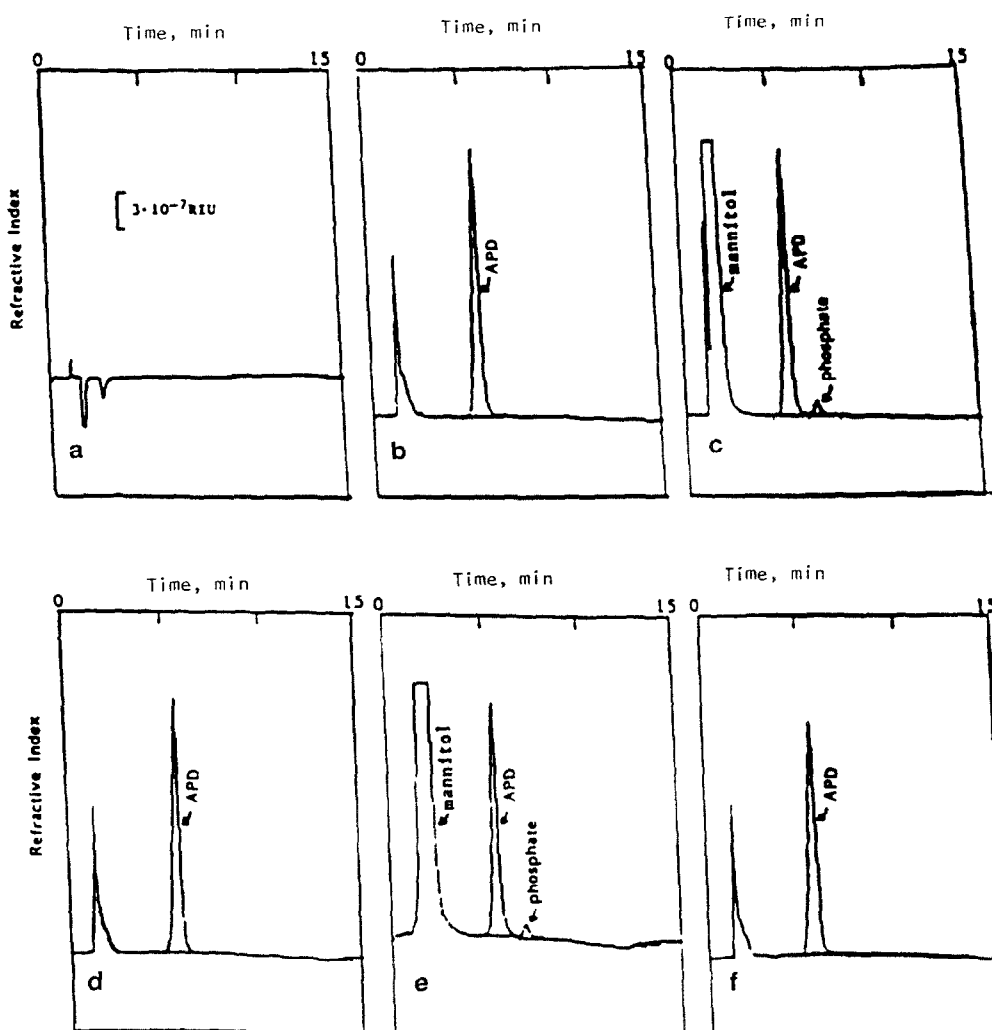 Time, min
0 15
Refractive Index
3·10⁻⁷RIU
a
Time, min
0 15
APD
b
Time, min
0 15
mannitol
APD
phosphate
c
Time, min
0 15
Refractive Index
APD
d
Time, min
0 15
mannitol
APD
phosphate
e
Time, min
0 15
APD
f